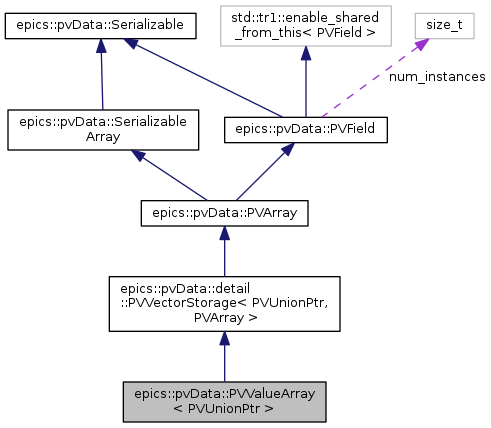 epics::pvData::Serializable
std::tr1::enable_shared
_from_this< PVField >
size_t
num_instances
epics::pvData::Serializable
Array
epics::pvData::PVField
epics::pvData::PVArray
epics::pvData::detail
::PVVectorStorage< PVUnionPtr,
PVArray >
epics::pvData::PVValueArray
< PVUnionPtr >